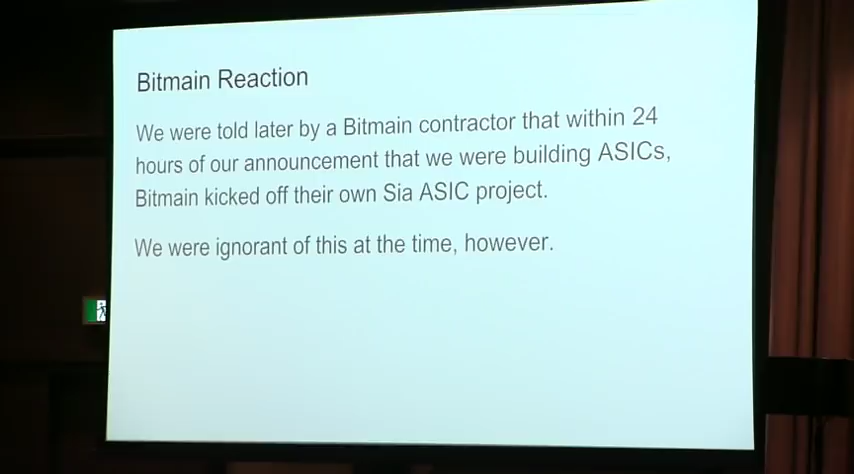 Bitmain Reaction
We were told later by a Bitmain contractor that within 24
hours of our announcement that we were building ASICs,
Bitmain kicked off their own Sia ASIC project.
We were ignorant of this at the time, however.